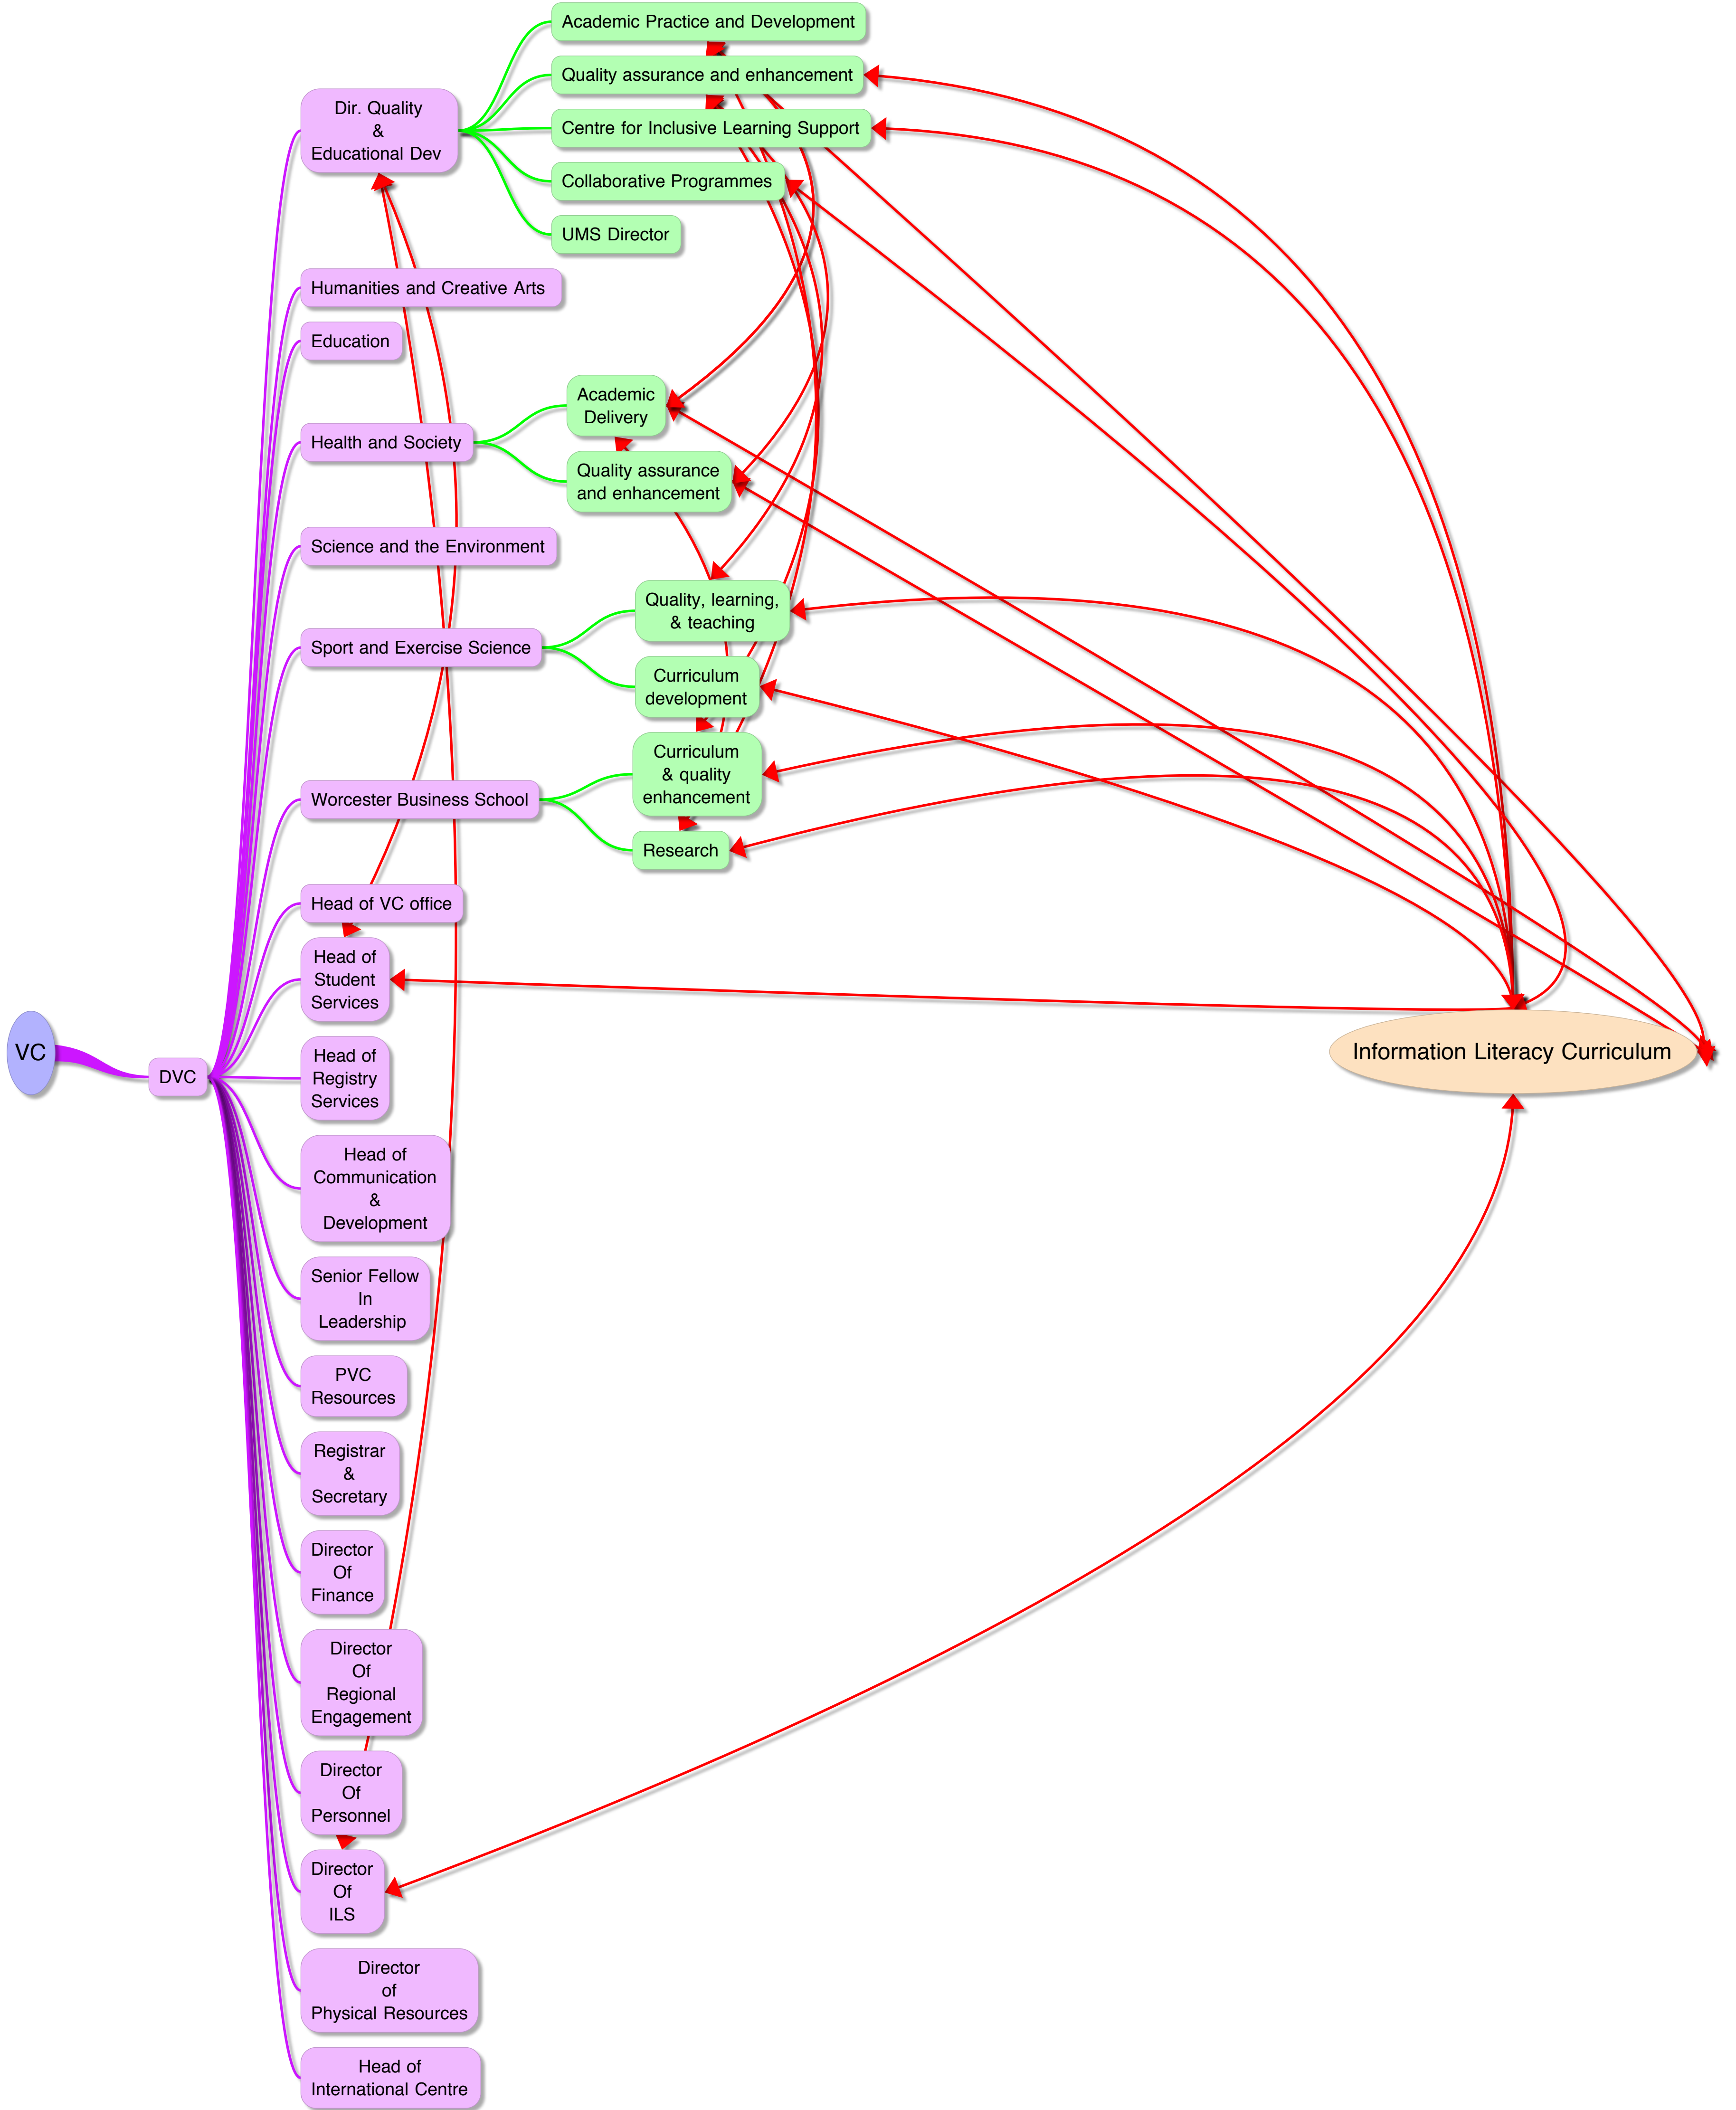 Academic Practice and Development
Quality assurance and enhancement
Dir. Quality
&
Educational Dev
Centre for Inclusive Learning Support
Collaborative Programmes
UMS Director
Humanities and Creative Arts
Education
Academic
Delivery
Health and Society
Quality assurance
and enhancement
Science and the Environment
Quality, learning,
& teaching
Sport and Exercise Science
Curriculum
development
Curriculum
& quality
enhancement
Worcester Business School
Research
Head of VC office
Head of
Student
Services
VC
DVC
Head of
Registry
Services
Information Literacy Curriculum
Head of
Communication
&
Development
Senior Fellow
In
Leadership
PVC
Resources
Registrar
&
Secretary
Director
Of
Finance
Director
Of
Regional
Engagement
Director
Of
Personnel
Director
Of
ILS
Director
of
Physical Resources
Head of
International Centre